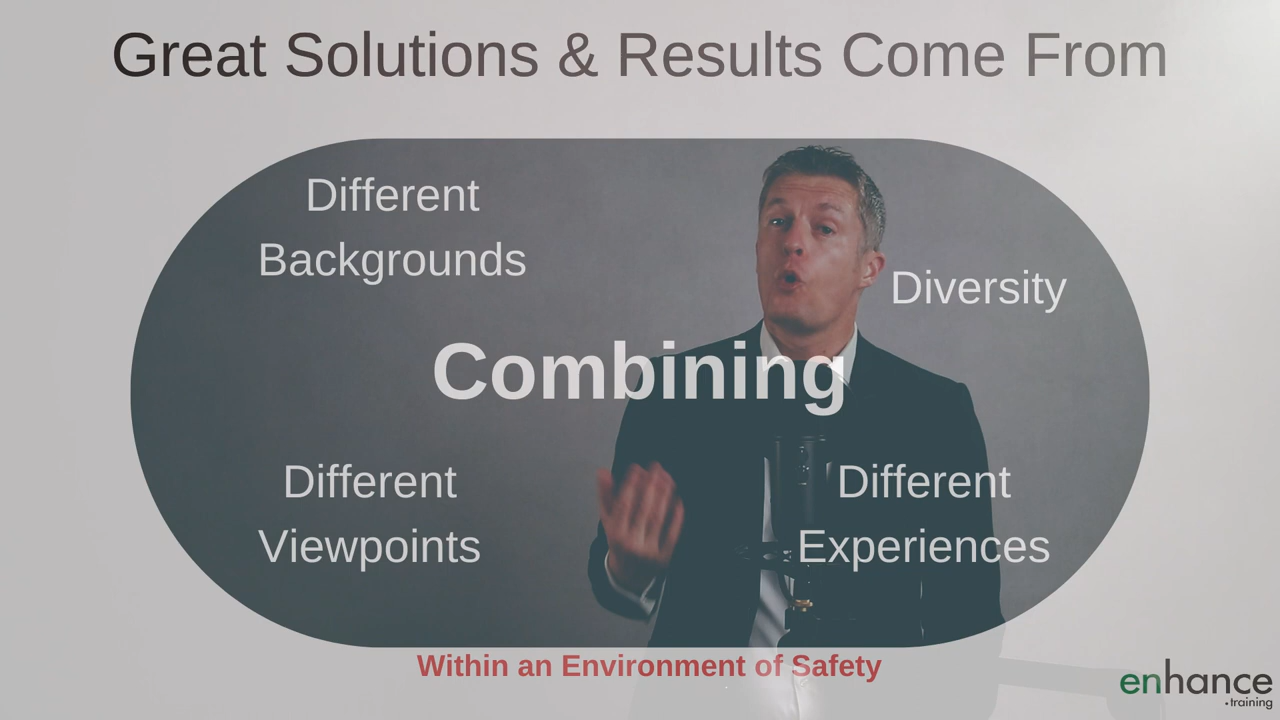 Great Solutions & Results Come From
Different
Backgrounds
Diversity
Combining
Different
Viewpoints
Different
Experiences
Within an Environment of Safety
enhance
• training